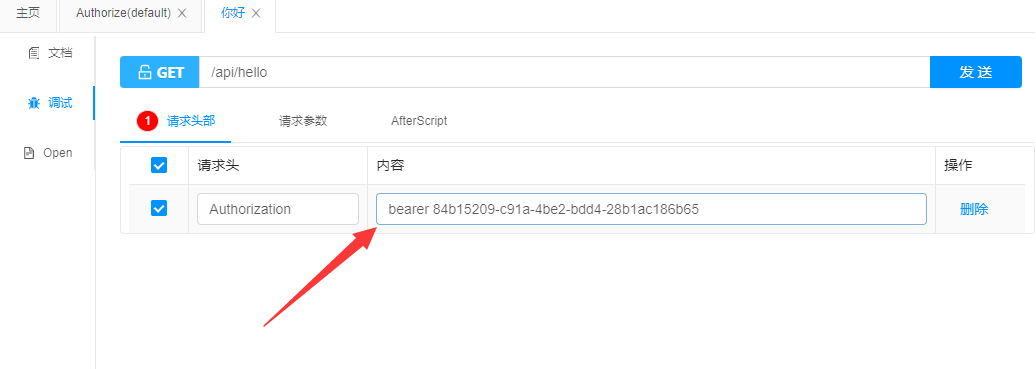 主页 Authorize(default) 你好
文档
调试
Open
GET /api/hello 发 送
1 请求头部 请求参数 AfterScript
请求头 内容 操作
Authorization bearer 84b15209-c91a-4be2-bdd4-28b1ac186b65 删除